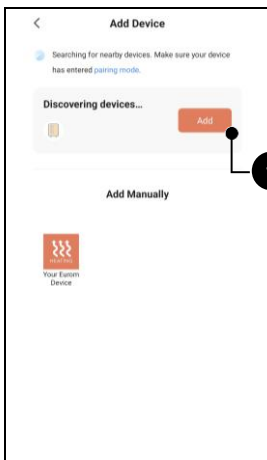 Add Device
Searching for nearby devices. Make sure your device
has entered pairing mode.
Discovering devices...
Add
Add Manually
HEATING
Your Eurom
Device